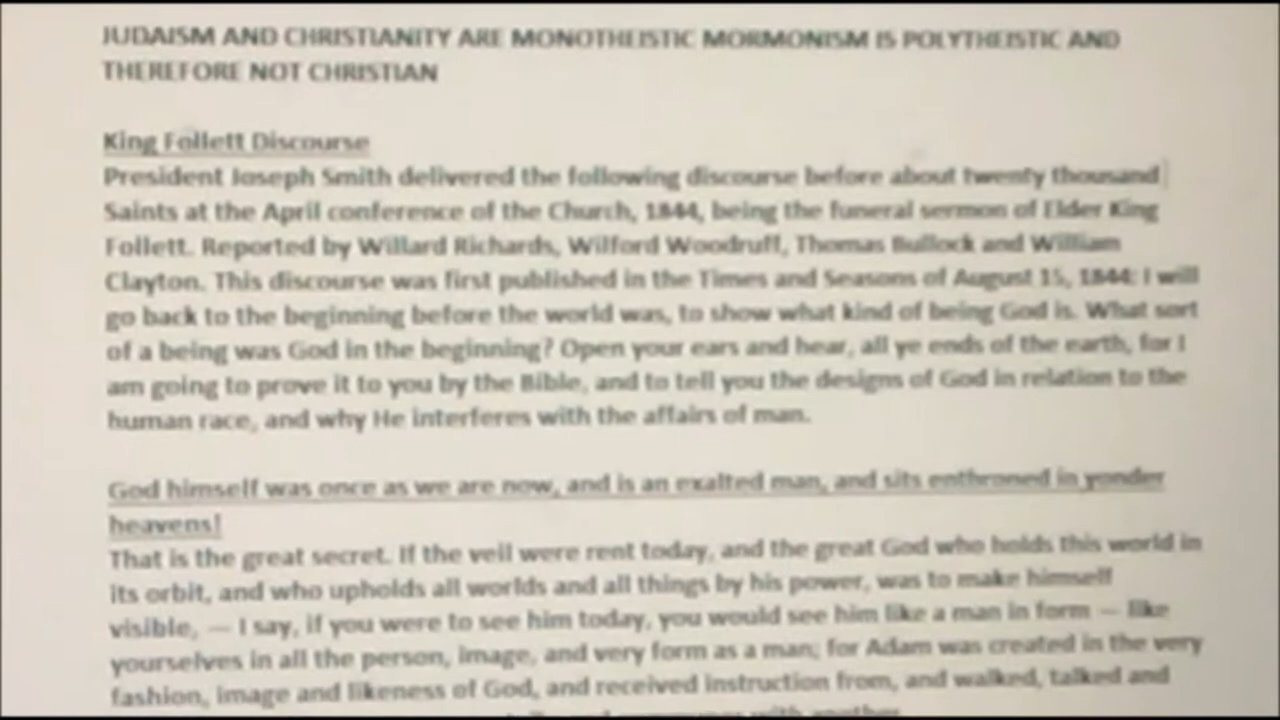 JUDAISM AND CHRISTIANITY ARE MONOTHEISTIC MORMONISM IS POLYTHEISTIC AND
THEREFORE NOT CHRISTIAN
King Follett Discourse
President Joseph Smith delivered the following discourse before about twenty thousand
Saints at the April conference of the Church, 1844, being the funeral sermon of Elder King
Follett. Reported by Willard Richards, Wilford Woodruff, Thomas Bullock and William
Clayton. This discourse was first published in the Times and Seasons of August 15, 1844: I will
go back to the beginning before the world was, to show what kind of being God is. What sort
of a being was God in the beginning? Open your ears and hear, all ye ends of the earth, for I
am going to prove it to you by the Bible, and to tell you the designs of God in relation to the
human race, and why He interferes with the affairs of man.
God himself was once as we are now, and is an exalted man, and sits enthroned in yonder
heavens!
That is the great secret. If the veil were rent today, and the great God who holds this world in
its orbit, and who upholds all worlds and all things by his power, was to make himself
visible, — I say, if you were to see him today, you would see him like a man in form — like
yourselves in all the person, image, and very form as a man; for Adam was created in the very
fashion, image and likeness of God, and received instruction from, and walked, talked and
with another